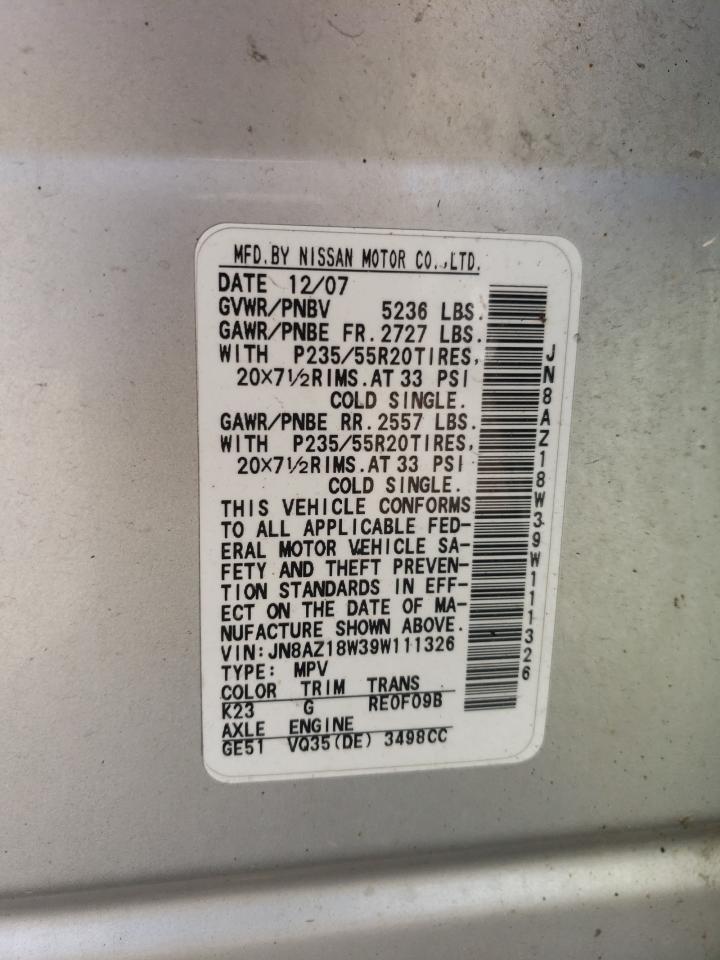 MFD.BY NISSAN MOTOR CO.,LTD.
DATE 12/07
GVWR/PNBV 5236 LBS.
GAWR/PNBE FR.2727 LBS.
WITH P235/55R20TIRES,
20X7½RIMS.AT 33 PSI
COLD SINGLE.
GAWR/PNBE RR.2557 LBS.
WITH P235/55R20TIRES,
20X7½RIMS.AT 33 PSI
COLD SINGLE.
THIS VEHICLE CONFORMS
TO ALL APPLICABLE FED-
ERAL MOTOR VEHICLE SA-
FETY AND THEFT PREVEN-
TION STANDARDS IN EFF-
ECT ON THE DATE OF MA-
NUFACTURE SHOWN ABOVE.
VIN:JN8AZ18W39W111326
TYPE: MPV
COLOR TRIM TRANS
K23 G RE0F09B
AXLE ENGINE
GE51 VQ35(DE) 3498CC
JN8AZ18W39W111326